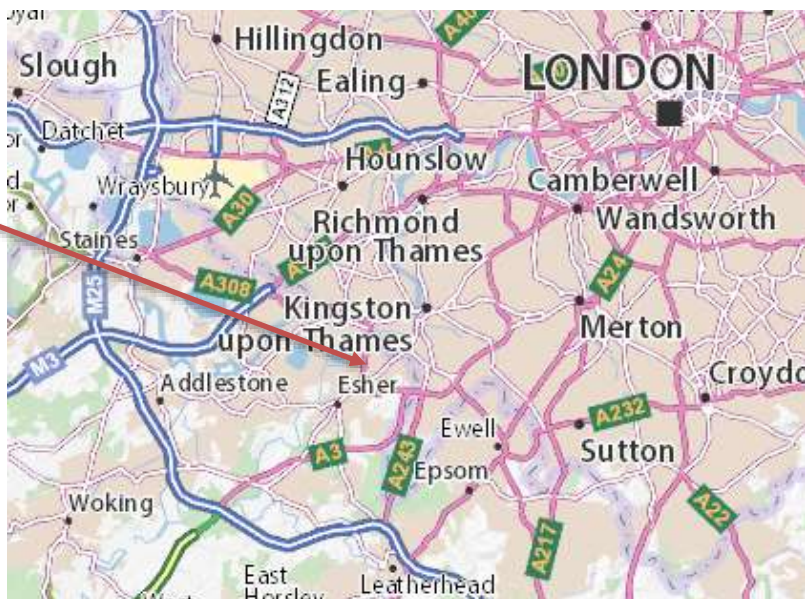 Hillingdon
A40
Slough
Ealing
LONDON
A312
Datchet
A4
Hounslow
Wraysbury
Camberwell
A30
Richmond
upon Thames
Wandsworth
Staines
A24
A308
M25
Kingston
upon Thames
Merton
M3
Addlestone
Esher
Croydo
A232
Ewell
A3
A243
Sutton
Epsom
Woking
A22
A217
East
Horsley
Leatherhead